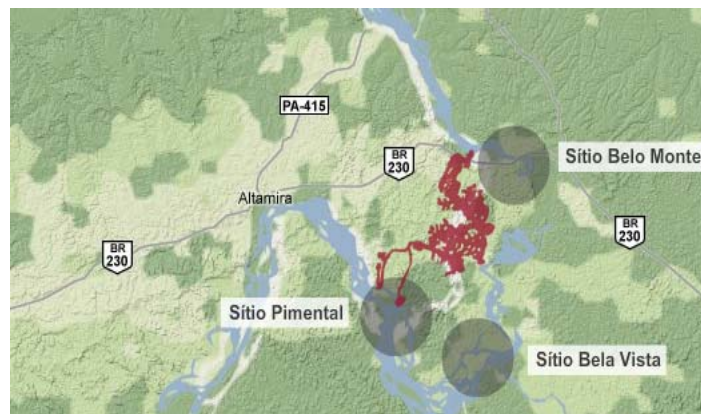 PA-415
Sítio Belo Monte
BR
230
Altamira
BR
230
BR
230
Sítio Pimental
Sítio Bela Vista